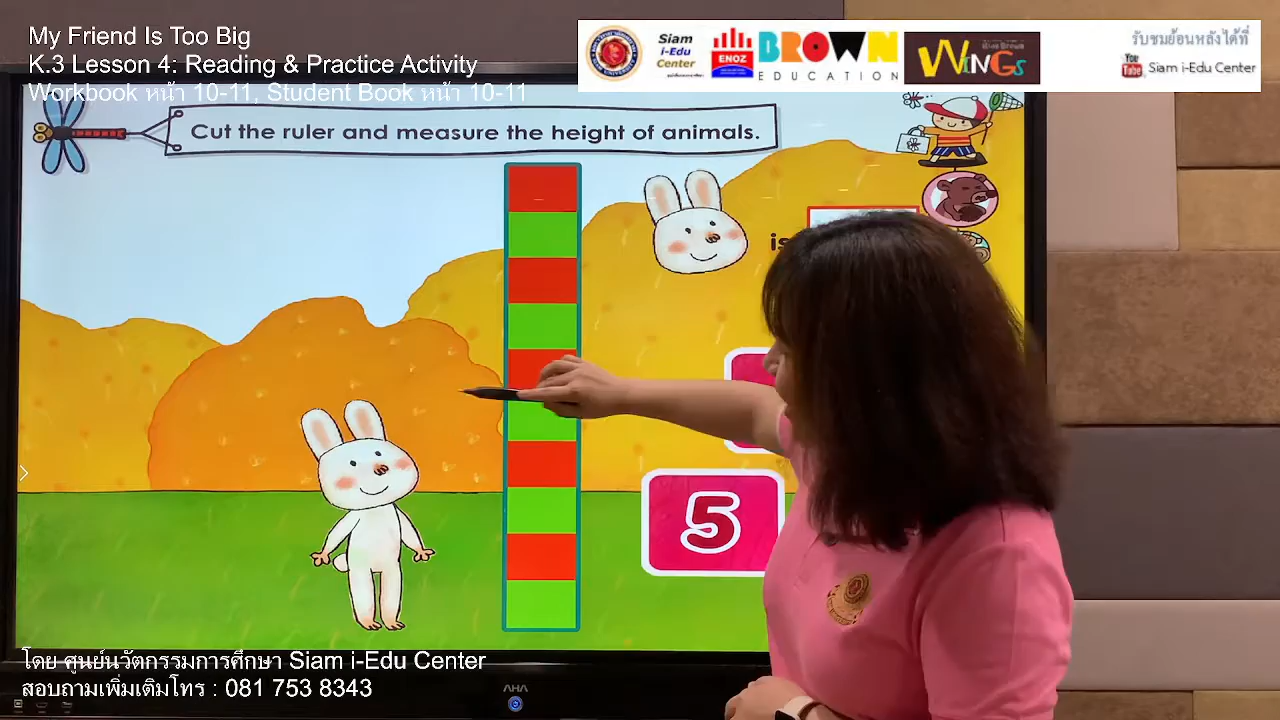 My Friend Is Too Big
K.3 Lesson 4: Reading & Practice Activity
Workbook หน้า 10-11, Student Book หน้า 10-11
Siam
i-Edu
Center
ENOZ
BROWN
EDUCATION
WiNGs
รับชมย้อนหลังได้ที่
You Tube Siam i-Edu Center
Cut the ruler and measure the height of animals.
is
5
โดย ศูนย์นวัตกรรมการศึกษา Siam i-Edu Center
สอบถามเพิ่มเติมโทร : 081 753 8343
AHA